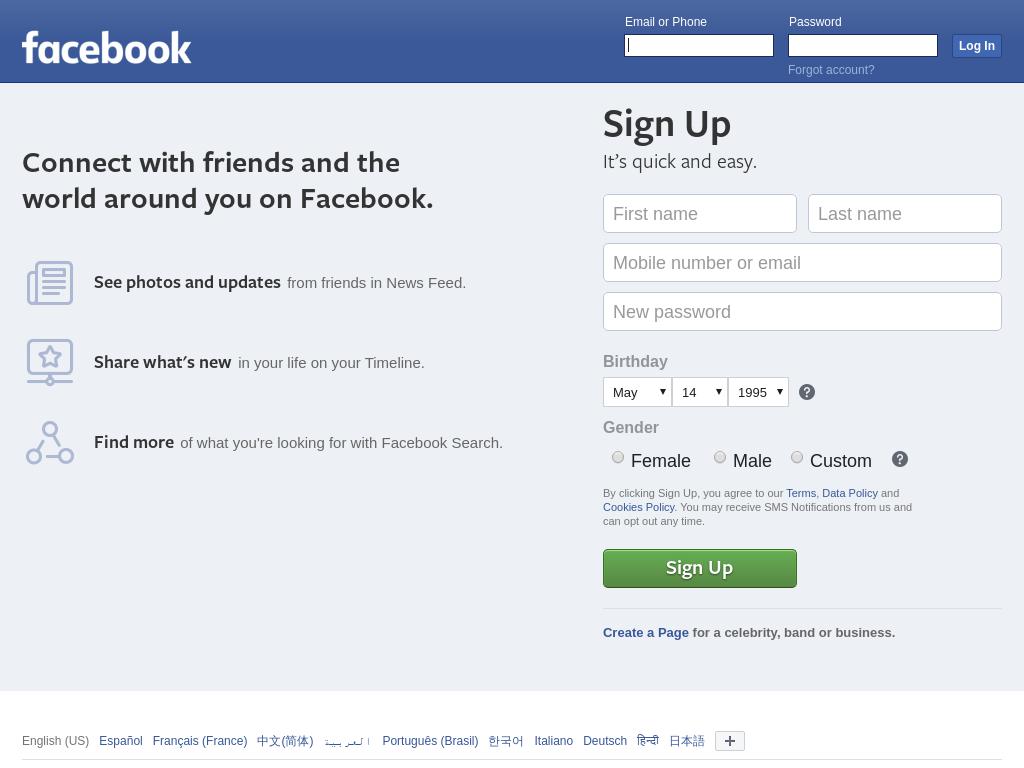 facebook
Email or Phone
Password
Log In
Forgot account?
Connect with friends and the
world around you on Facebook.
See photos and updates from friends in News Feed.
Share what's new in your life on your Timeline.
Find more of what you're looking for with Facebook Search.
Sign Up
It's quick and easy.
First name
Last name
Mobile number or email
New password
Birthday
May
14
1995
?
Gender
Female
Male
Custom
?
By clicking Sign Up, you agree to our Terms, Data Policy and
Cookies Policy. You may receive SMS Notifications from us and
can opt out any time.
Sign Up
Create a Page for a celebrity, band or business.
English (US) Español Français (France) 中文(简体) العربية Português (Brasil) 한국어 Italiano Deutsch हिन्दी 日本語 +